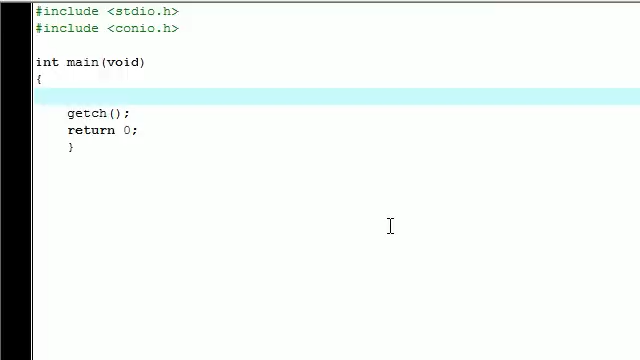 #include <stdio.h>
#include <conio.h>
int main(void)
{
getch();
return 0;
}